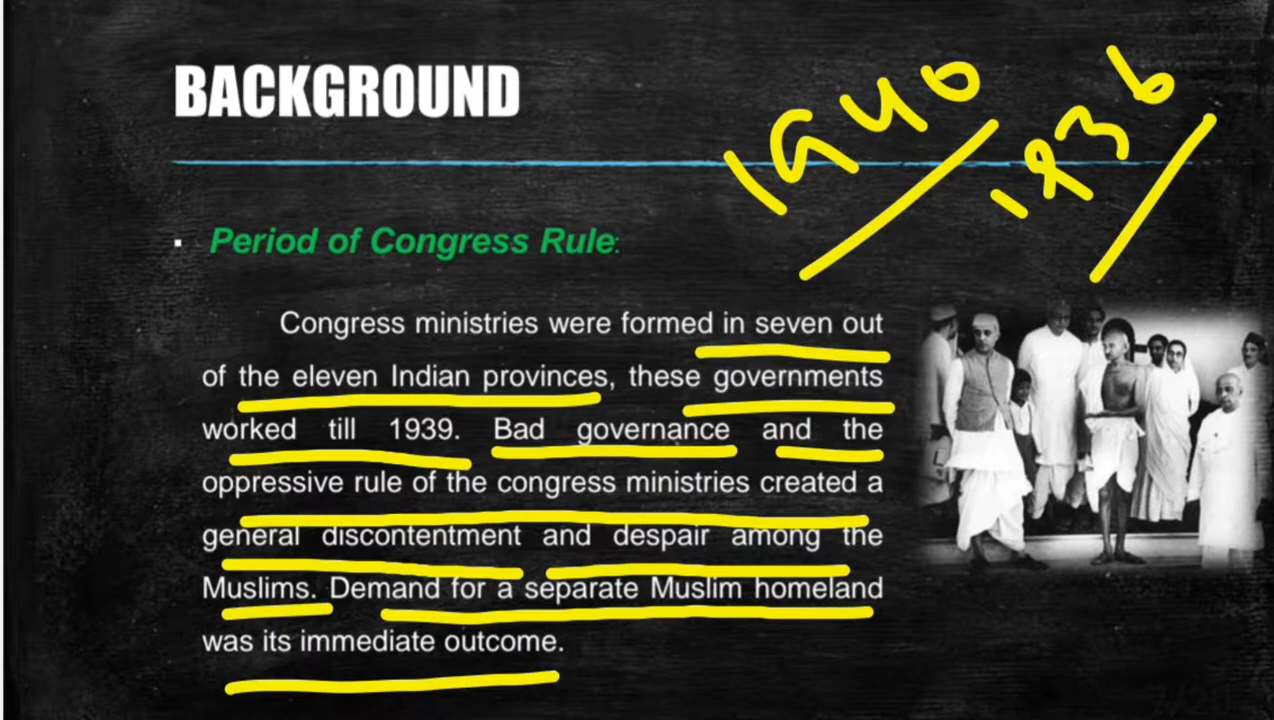 BACKGROUND
1940
1936
▪ Period of Congress Rule:
Congress ministries were formed in seven out
of the eleven Indian provinces, these governments
worked till 1939. Bad governance and the
oppressive rule of the congress ministries created a
general discontentment and despair among the
Muslims. Demand for a separate Muslim homeland
was its immediate outcome.